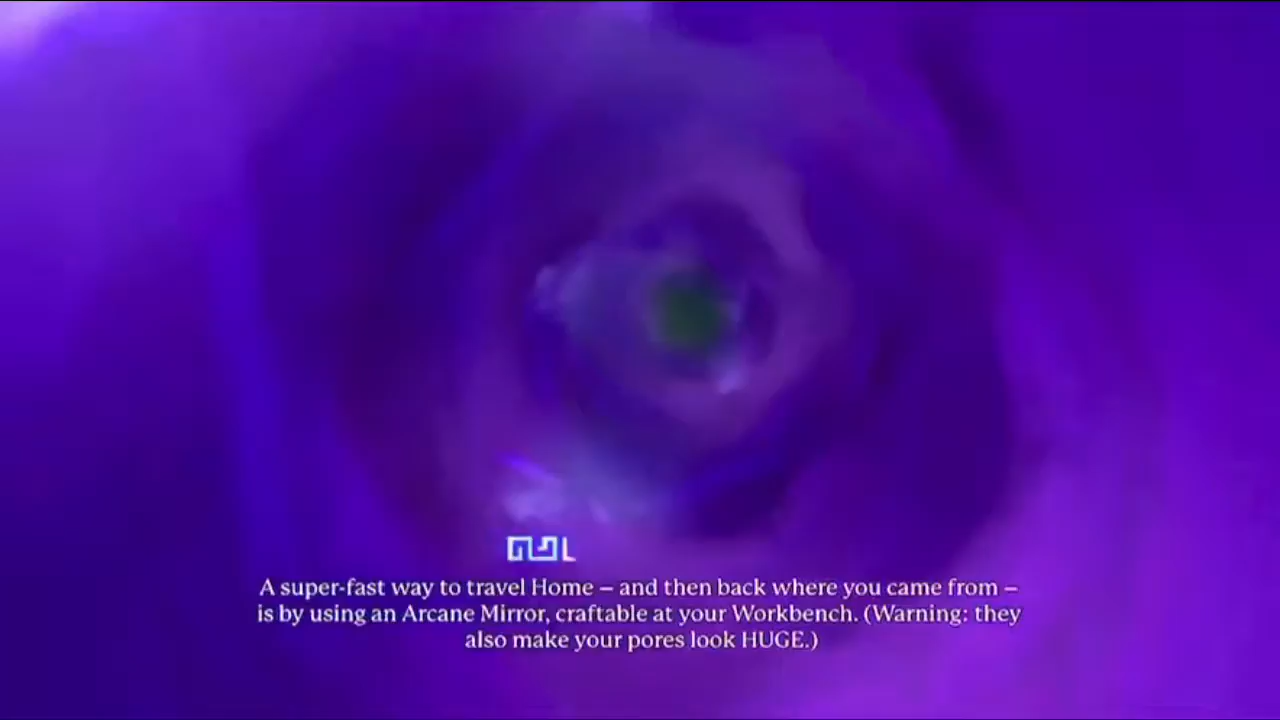 A super-fast way to travel Home – and then back where you came from –
is by using an Arcane Mirror, craftable at your Workbench. (Warning: they
also make your pores look HUGE.)